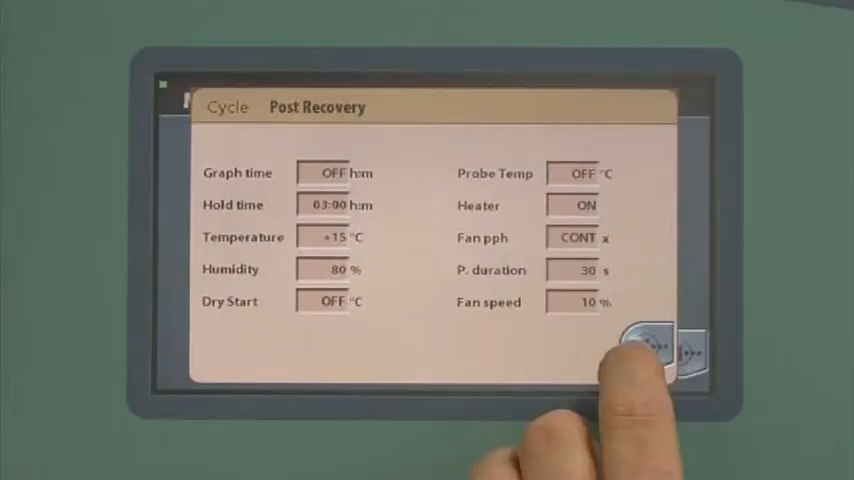 Cycle Post Recovery
Graph time OFF h:m
Hold time 03:00 h:m
Temperature +15 °C
Humidity 80 %
Dry Start OFF °C
Probe Temp OFF °C
Heater ON
Fan pph CONT x
P. duration 30 s
Fan speed 10 %